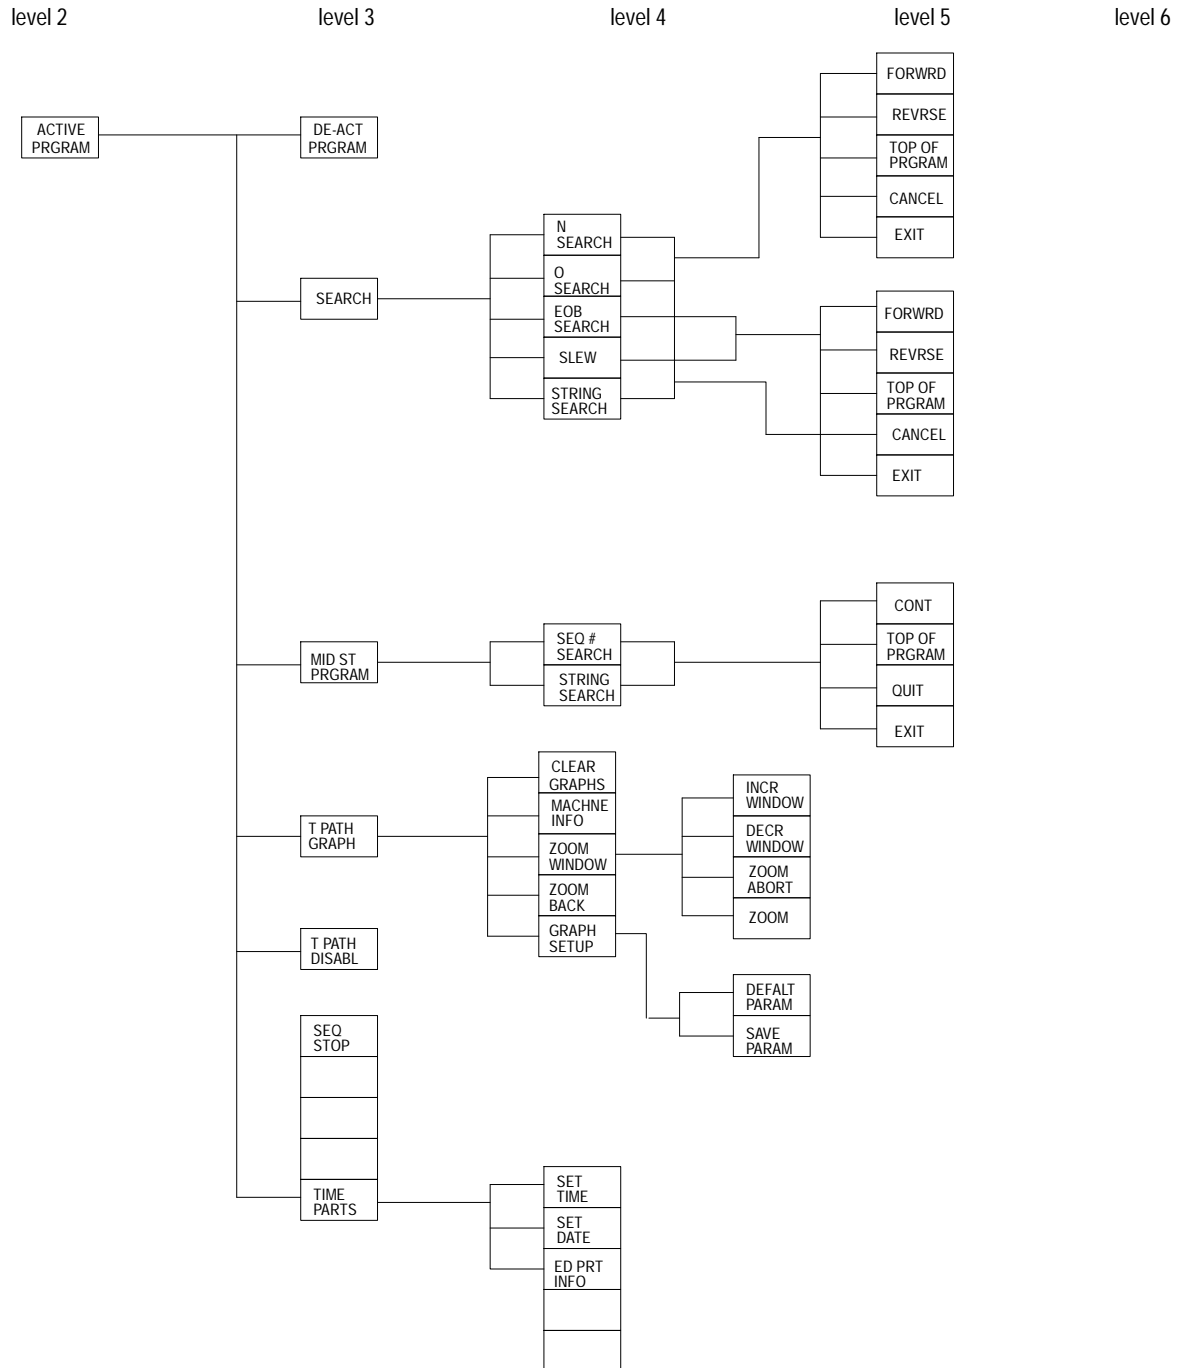 level 2
level 3
level 4
level 5
level 6
ACTIVE
PRGRAM
DE-ACT
PRGRAM
SEARCH
MID ST
PRGRAM
T PATH
GRAPH
T PATH
DISABL
SEQ
STOP
TIME
PARTS
N
SEARCH
O
SEARCH
EOB
SEARCH
SLEW
STRING
SEARCH
SEQ #
SEARCH
STRING
SEARCH
CLEAR
GRAPHS
MACHNE
INFO
ZOOM
WINDOW
ZOOM
BACK
GRAPH
SETUP
SET
TIME
SET
DATE
ED PRT
INFO
FORWRD
REVRSE
TOP OF
PRGRAM
CANCEL
EXIT
FORWRD
REVRSE
TOP OF
PRGRAM
CANCEL
EXIT
CONT
TOP OF
PRGRAM
QUIT
EXIT
INCR
WINDOW
DECR
WINDOW
ZOOM
ABORT
ZOOM
DEFALT
PARAM
SAVE
PARAM